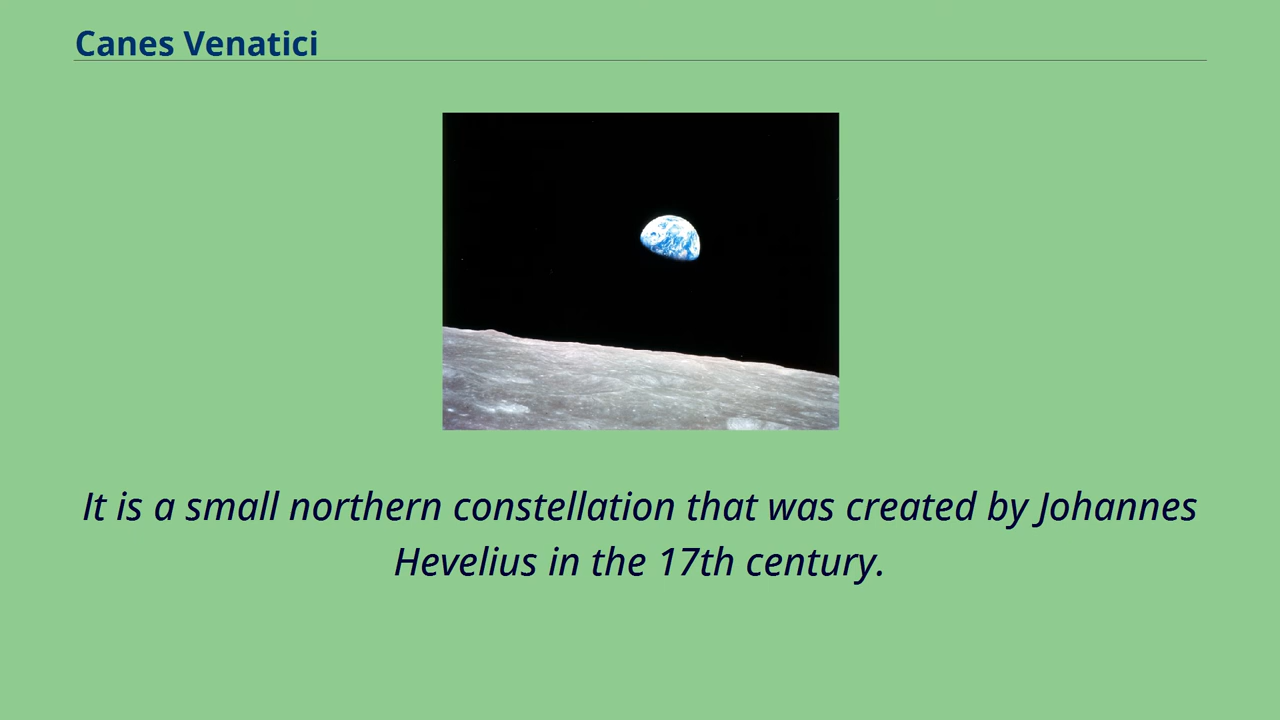 Canes Venatici
It is a small northern constellation that was created by Johannes
Hevelius in the 17th century.